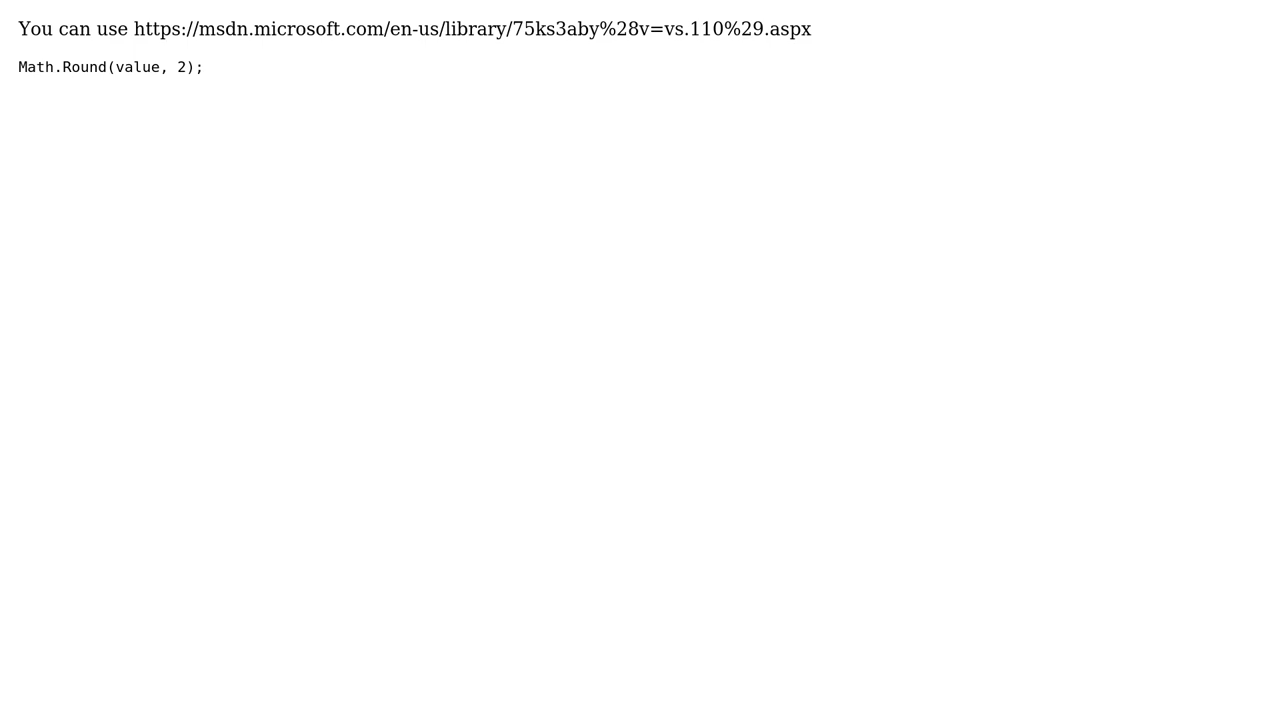 You can use https://msdn.microsoft.com/en-us/library/75ks3aby%28v=vs.110%29.aspx
Math.Round(value, 2);